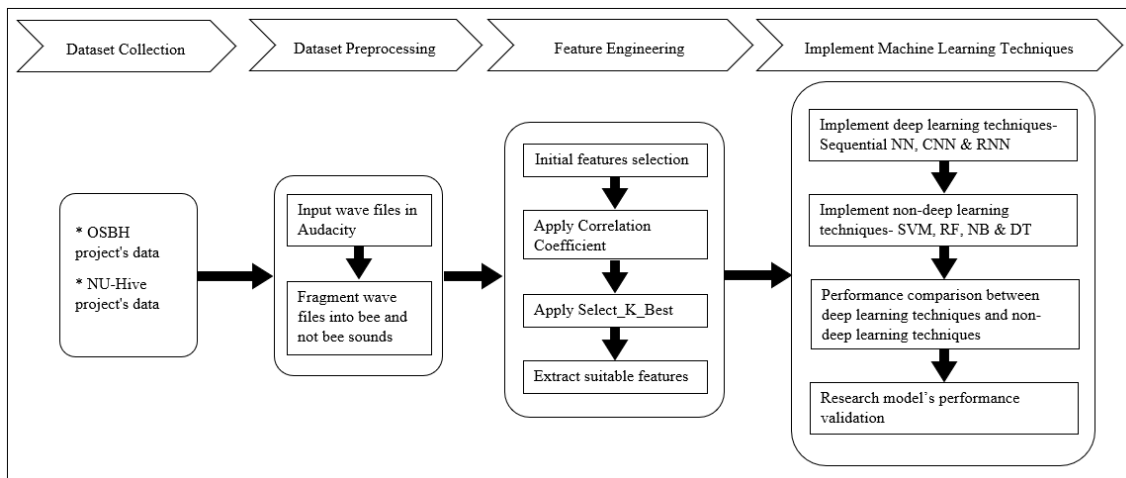 Dataset Collection
Dataset Preprocessing
Feature Engineering
Implement Machine Learning Techniques
* OSBH
project's data
* NU-Hive
project's data
Input wave files in
Audacity
Fragment wave
files into bee and
not bee sounds
Initial features selection
Apply Correlation
Coefficient
Apply Select_K_Best
Extract suitable features
Implement deep learning techniques-
Sequential NN, CNN & RNN
Implement non-deep learning
techniques- SVM, RF, NB & DT
Performance comparison between
deep learning techniques and non-
deep learning techniques
Research model’s performance
validation